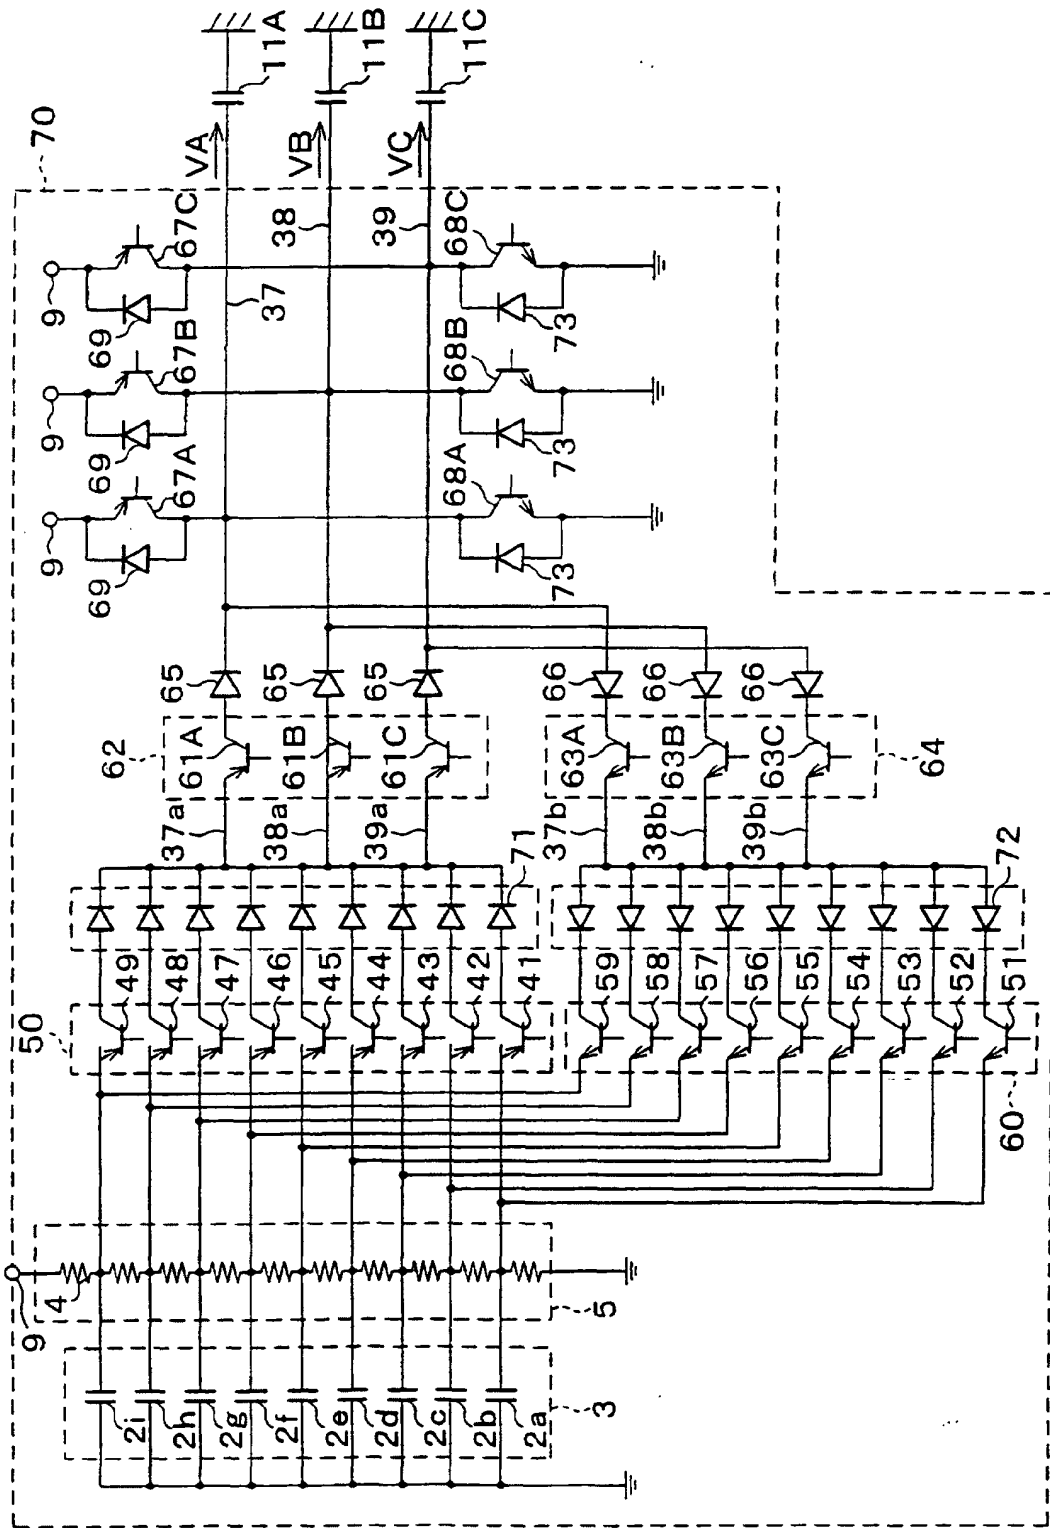 70
11A
11B
11C
VA
VB
VC
9
9
9
69
69
69
67A
67B
67C
37
38
39
68A
68B
68C
73
73
73
65
65
65
66
66
66
62
61A
61B
61C
63A
63B
63C
64
37a
38a
39a
37b
38b
39b
71
72
50
49
48
47
46
45
44
43
42
41
59
58
57
56
55
54
53
52
51
60
9
4
5
2i
2h
2g
2f
2e
2d
2c
2b
2a
3